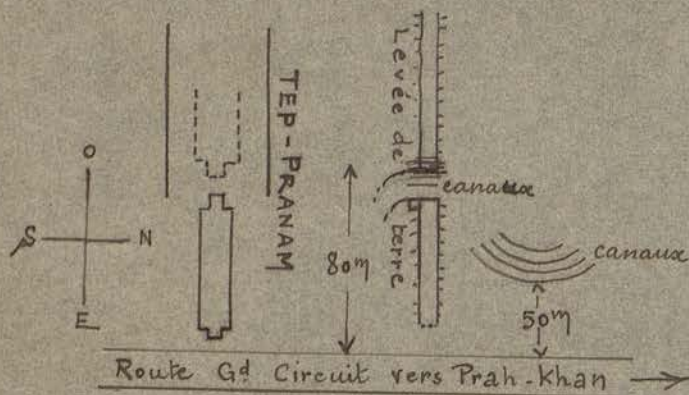 TEP-PRANAM
Levée de terre
O
S
N
E
80m
canaux
canaux
50m
Route Gd Circuit vers Prah-Khan